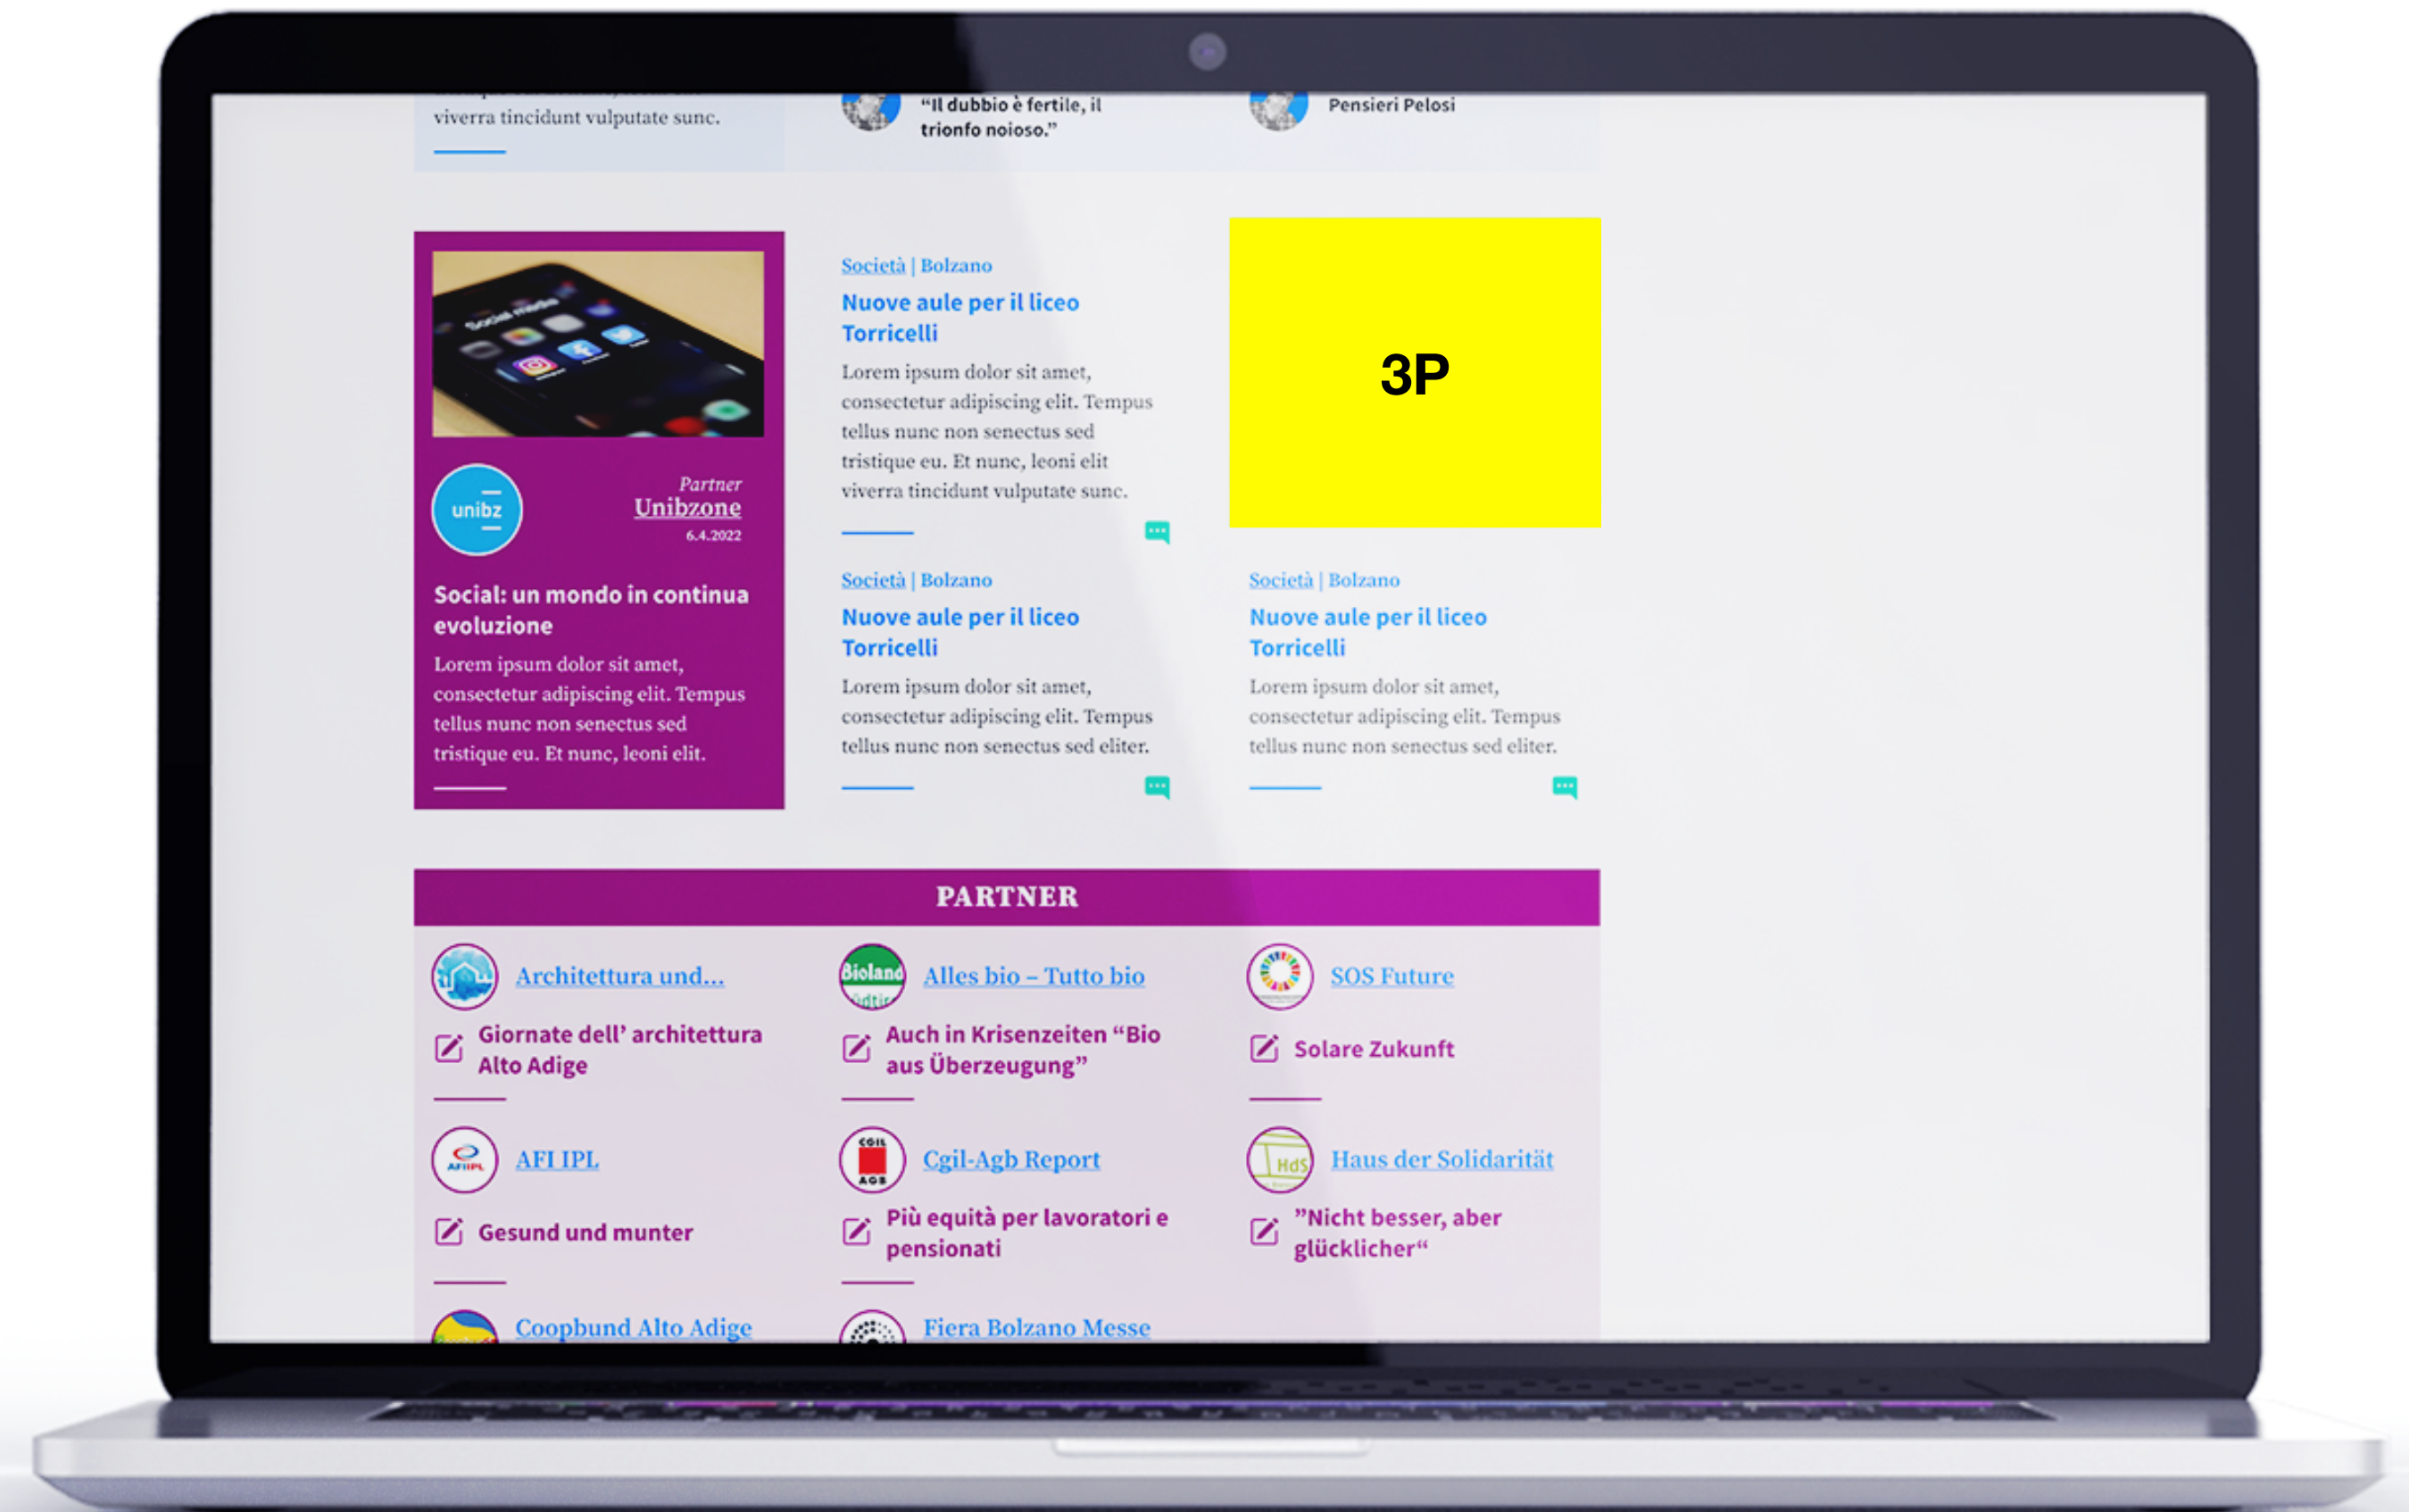 viverra tincidunt vulputate sunc.
“Il dubbio è fertile, il
trionfo noioso.”
Pensieri Pelosi
Social media
unibz
Partner
Unibzone
6.4.2022
Social: un mondo in continua
evoluzione
Lorem ipsum dolor sit amet,
consectetur adipiscing elit. Tempus
tellus nunc non senectus sed
tristique eu. Et nunc, leoni elit.
Società | Bolzano
Nuove aule per il liceo
Torricelli
Lorem ipsum dolor sit amet,
consectetur adipiscing elit. Tempus
tellus nunc non senectus sed
tristique eu. Et nunc, leoni elit
viverra tincidunt vulputate sunc.
3P
Società | Bolzano
Nuove aule per il liceo
Torricelli
Lorem ipsum dolor sit amet,
consectetur adipiscing elit. Tempus
tellus nunc non senectus sed eliter.
Società | Bolzano
Nuove aule per il liceo
Torricelli
Lorem ipsum dolor sit amet,
consectetur adipiscing elit. Tempus
tellus nunc non senectus sed eliter.
PARTNER
Architettura und...
Giornate dell’ architettura
Alto Adige
Bioland
Alles bio – Tutto bio
Auch in Krisenzeiten “Bio
aus Überzeugung”
SOS Future
Solare Zukunft
AFI IPL
AFI IPL
Gesund und munter
CGIL
AGB
Cgil-Agb Report
Più equità per lavoratori e
pensionati
HdS
Haus der Solidarität
”Nicht besser, aber
glücklicher“
Coopbund Alto Adige
Fiera Bolzano Messe